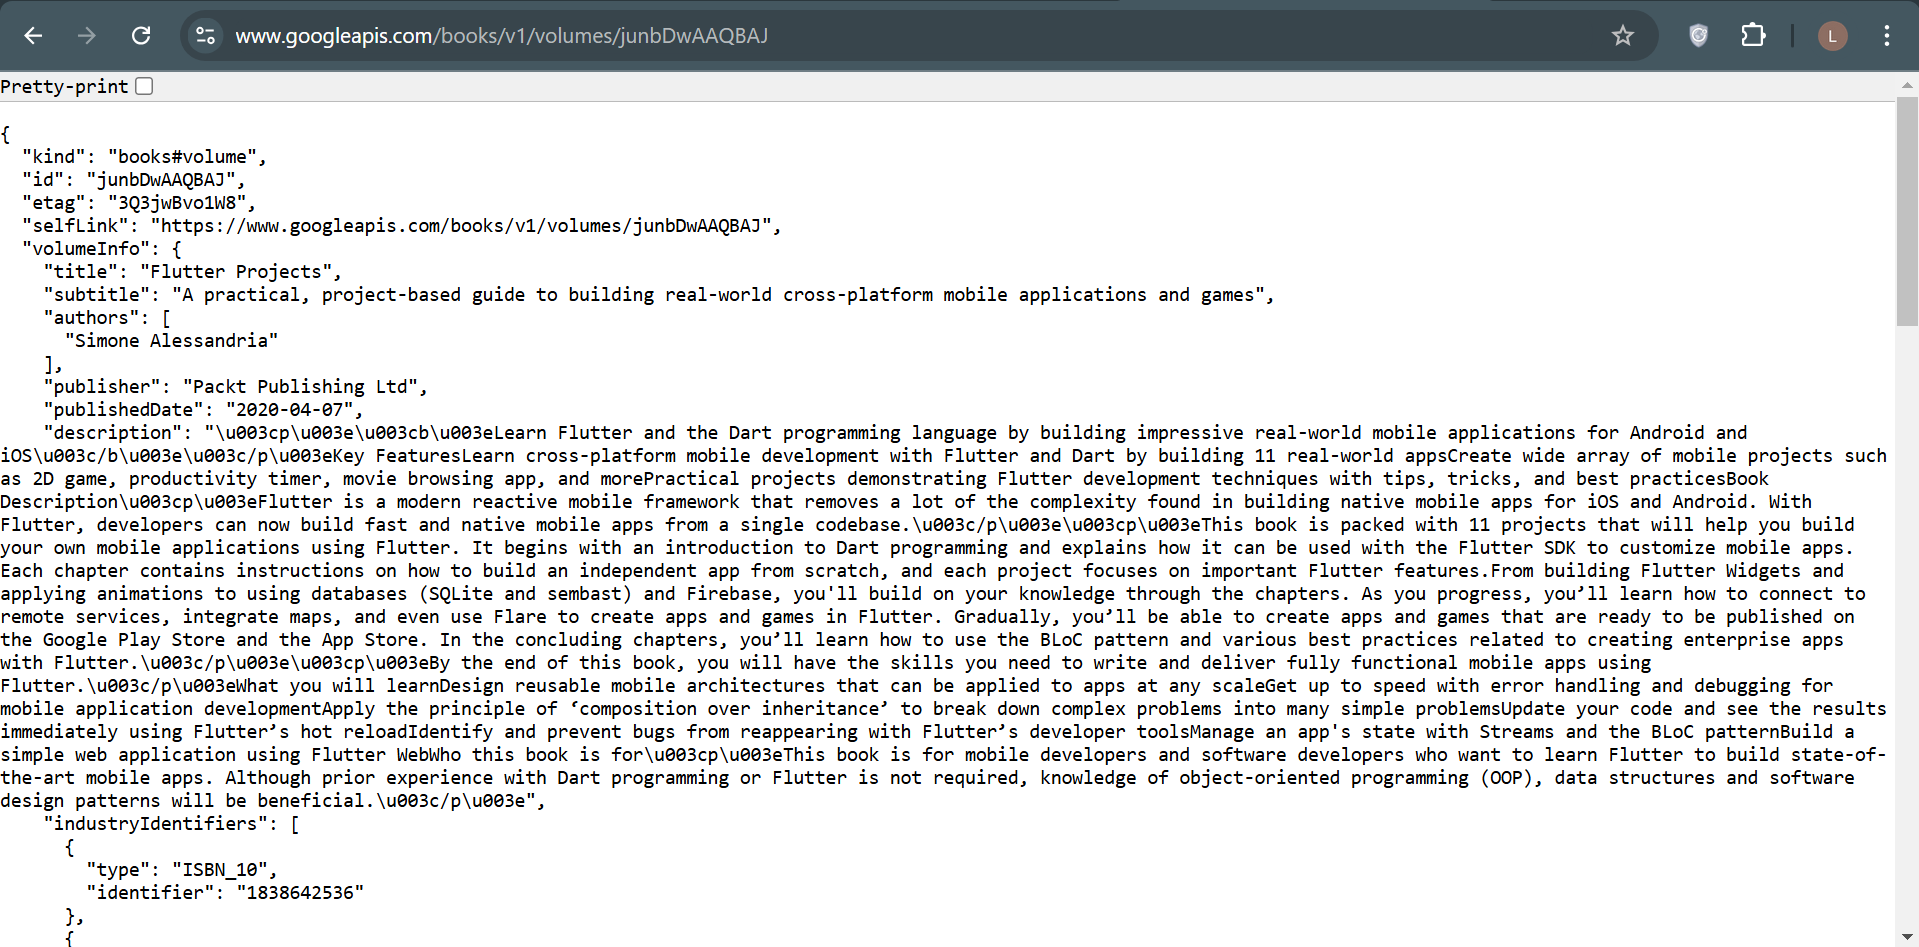 www.googleapis.com/books/v1/volumes/junbDwAAQBAJ
L
Pretty-print
{
"kind": "books#volume",
"id": "junbDwAAQBAJ",
"etag": "3Q3jwBvo1W8",
"selfLink": "https://www.googleapis.com/books/v1/volumes/junbDwAAQBAJ",
"volumeInfo": {
"title": "Flutter Projects",
"subtitle": "A practical, project-based guide to building real-world cross-platform mobile applications and games",
"authors": [
"Simone Alessandria"
],
"publisher": "Packt Publishing Ltd",
"publishedDate": "2020-04-07",
"description": "\u003cp\u003e\u003cb\u003eLearn Flutter and the Dart programming language by building impressive real-world mobile applications for Android and
iOS\u003c/b\u003e\u003c/p\u003eKey FeaturesLearn cross-platform mobile development with Flutter and Dart by building 11 real-world appsCreate wide array of mobile projects such
as 2D game, productivity timer, movie browsing app, and morePractical projects demonstrating Flutter development techniques with tips, tricks, and best practicesBook
Description\u003cp\u003eFlutter is a modern reactive mobile framework that removes a lot of the complexity found in building native mobile apps for iOS and Android. With
Flutter, developers can now build fast and native mobile apps from a single codebase.\u003c/p\u003e\u003cp\u003eThis book is packed with 11 projects that will help you build
your own mobile applications using Flutter. It begins with an introduction to Dart programming and explains how it can be used with the Flutter SDK to customize mobile apps.
Each chapter contains instructions on how to build an independent app from scratch, and each project focuses on important Flutter features.From building Flutter Widgets and
applying animations to using databases (SQLite and sembast) and Firebase, you'll build on your knowledge through the chapters. As you progress, you’ll learn how to connect to
remote services, integrate maps, and even use Flare to create apps and games in Flutter. Gradually, you’ll be able to create apps and games that are ready to be published on
the Google Play Store and the App Store. In the concluding chapters, you’ll learn how to use the BLoC pattern and various best practices related to creating enterprise apps
with Flutter.\u003c/p\u003e\u003cp\u003eBy the end of this book, you will have the skills you need to write and deliver fully functional mobile apps using
Flutter.\u003c/p\u003eWhat you will learnDesign reusable mobile architectures that can be applied to apps at any scaleGet up to speed with error handling and debugging for
mobile application developmentApply the principle of ‘composition over inheritance’ to break down complex problems into many simple problemsUpdate your code and see the results
immediately using Flutter’s hot reloadIdentify and prevent bugs from reappearing with Flutter’s developer toolsManage an app's state with Streams and the BLoC patternBuild a
simple web application using Flutter WebWho this book is for\u003cp\u003eThis book is for mobile developers and software developers who want to learn Flutter to build state-of-
the-art mobile apps. Although prior experience with Dart programming or Flutter is not required, knowledge of object-oriented programming (OOP), data structures and software
design patterns will be beneficial.\u003c/p\u003e",
"industryIdentifiers": [
{
"type": "ISBN_10",
"identifier": "1838642536"
},
{